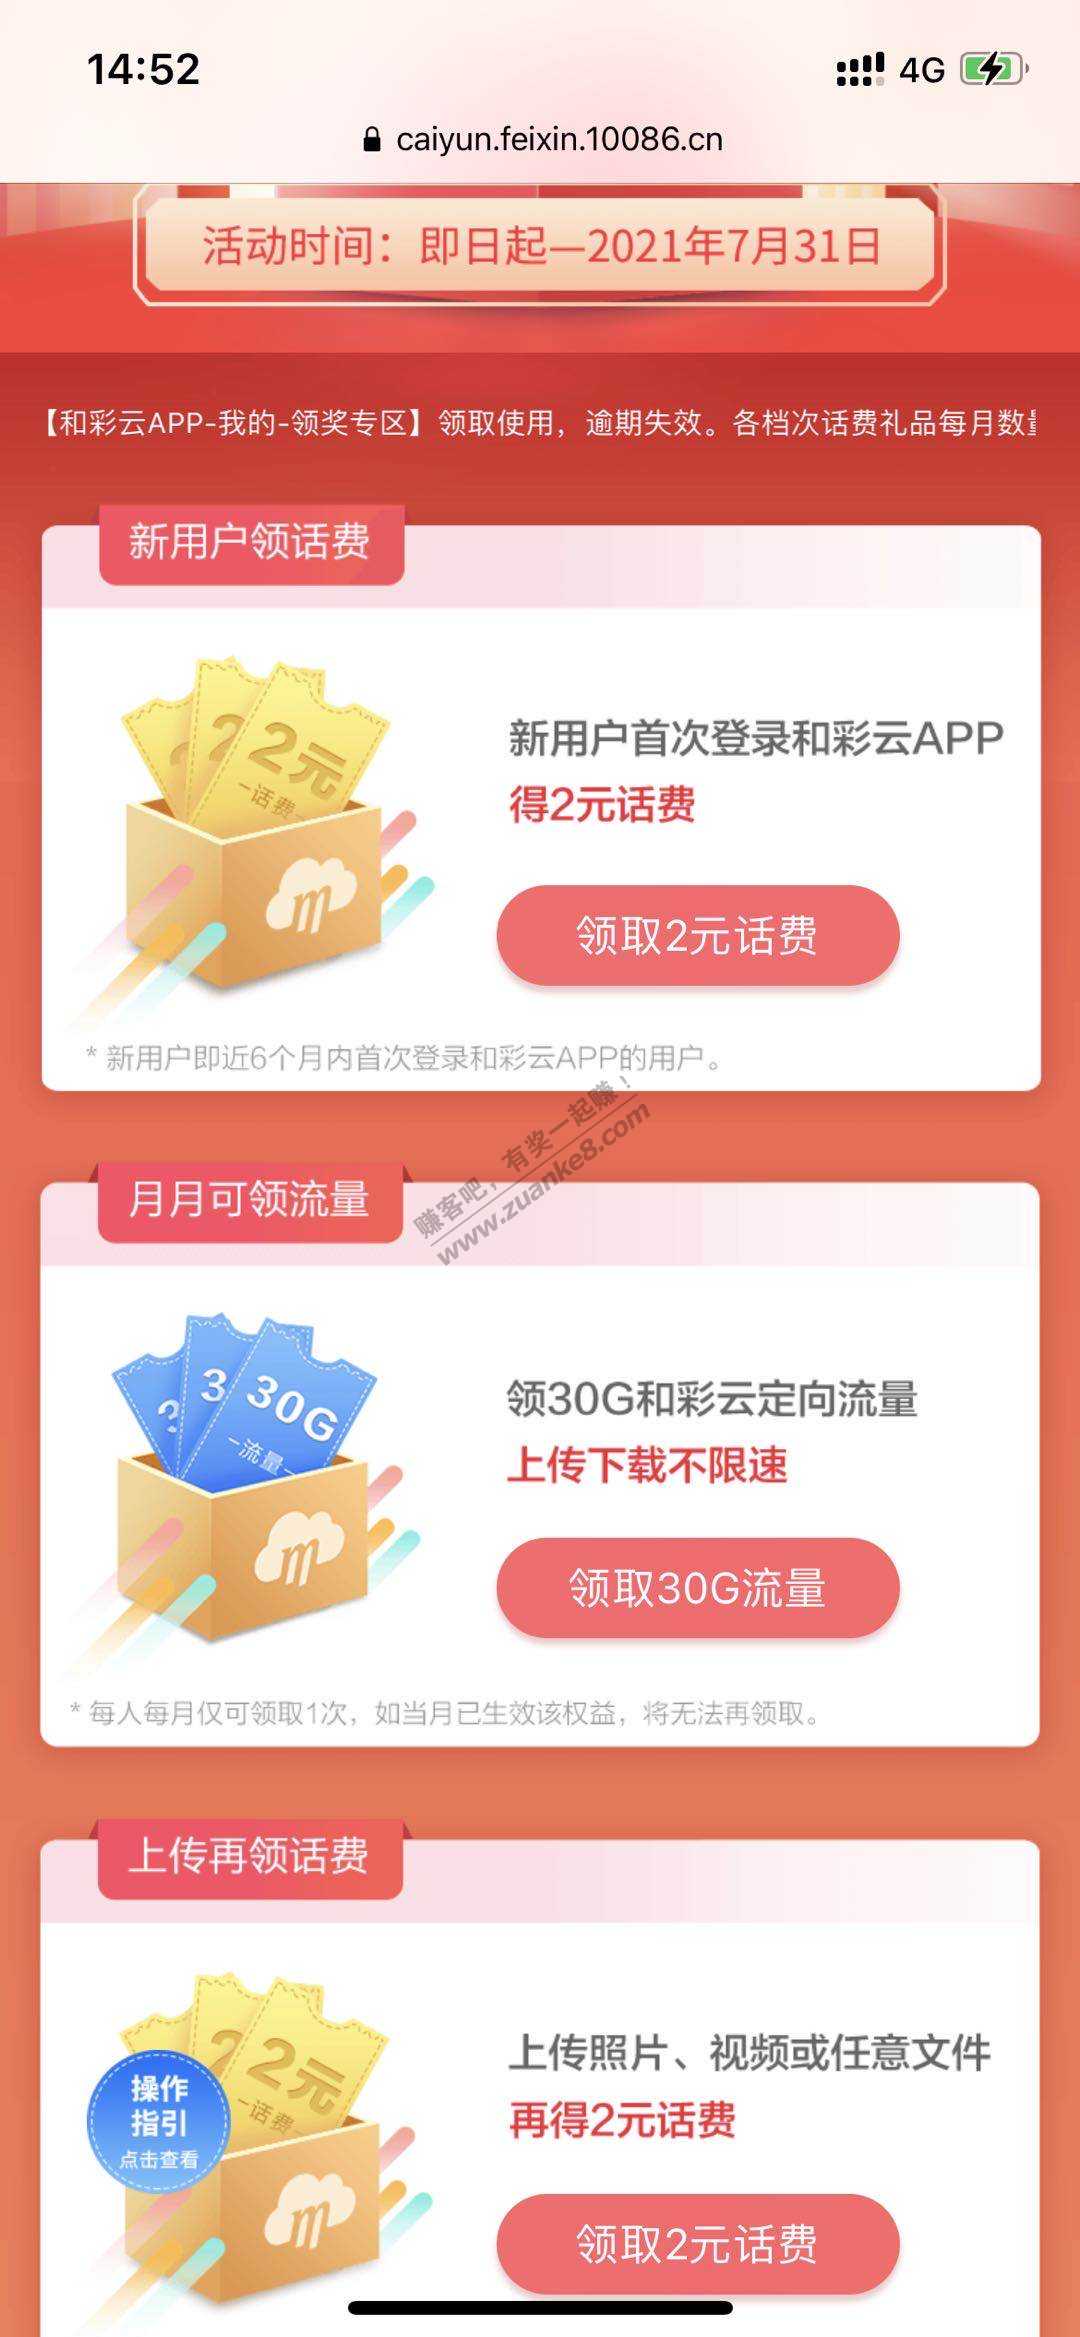 14:52
4G
caiyun.feixin.10086.cn
活动时间：即日起—2021年7月31日
【和彩云APP-我的-领奖专区】领取使用，逾期失效。各档次话费礼品每月数
新用户领话费
2
2元
-话费-
m
新用户首次登录和彩云APP
得2元话费
领取2元话费
* 新用户即近6个月内首次登录和彩云APP的用户。
赚客吧，有奖一起赚！
www.zuanke8.com
月月可领流量
3
3
30G
-流量-
m
领30G和彩云定向流量
上传下载不限速
领取30G流量
* 每人每月仅可领取1次，如当月已生效该权益，将无法再领取。
上传再领话费
2
2元
-话费-
操作
指引
点击查看
m
上传照片、视频或任意文件
再得2元话费
领取2元话费